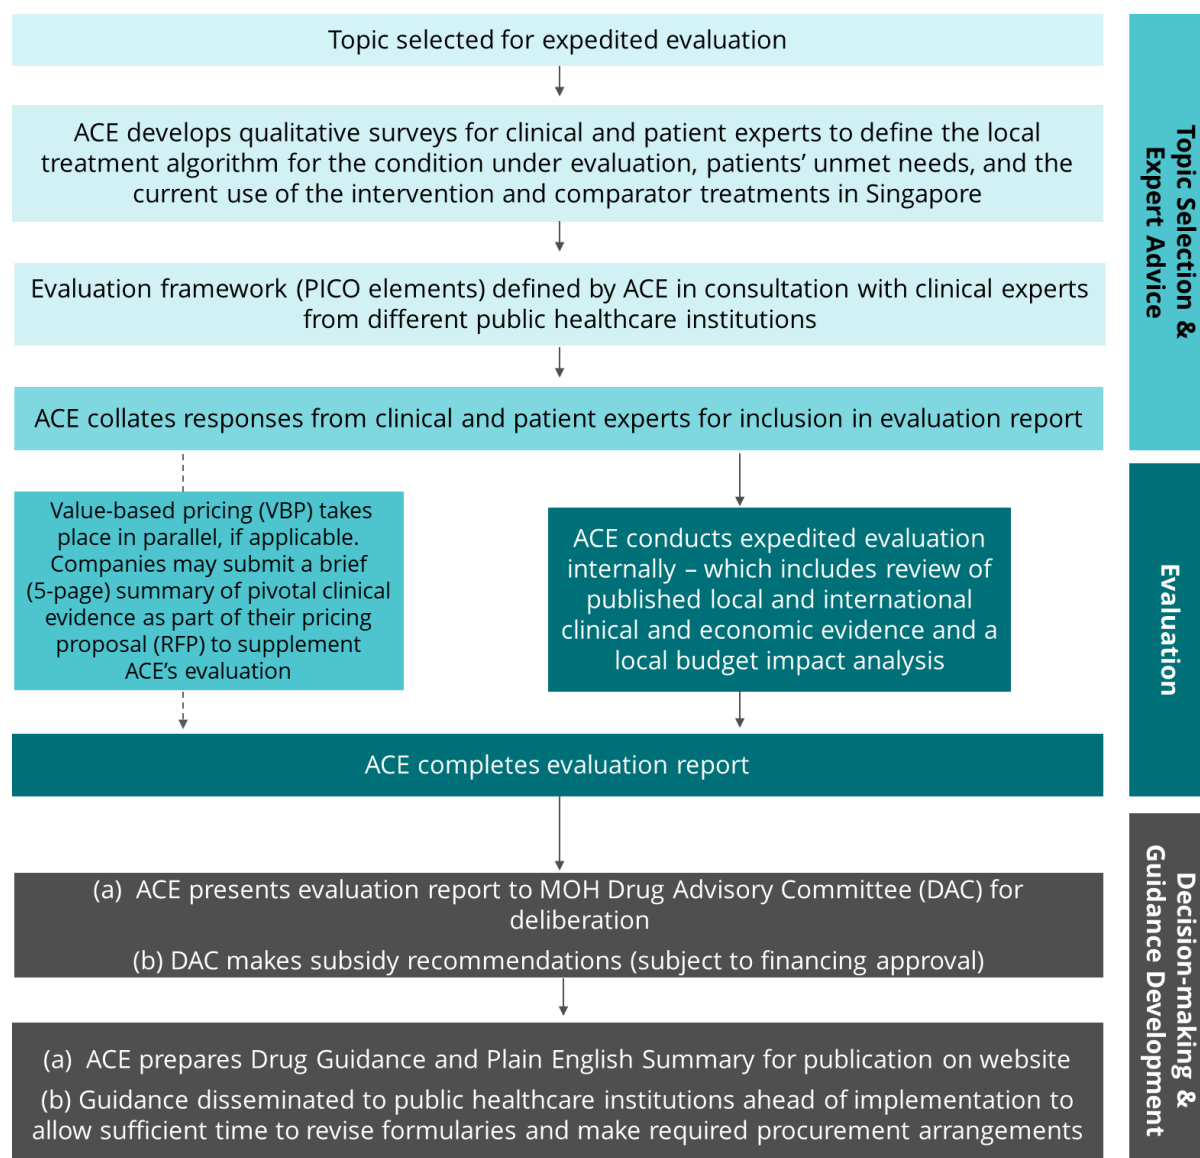 Topic selected for expedited evaluation
ACE develops qualitative surveys for clinical and patient experts to define the local
treatment algorithm for the condition under evaluation, patients’ unmet needs, and the
current use of the intervention and comparator treatments in Singapore
Evaluation framework (PICO elements) defined by ACE in consultation with clinical experts
from different public healthcare institutions
ACE collates responses from clinical and patient experts for inclusion in evaluation report
Topic Selection &
Expert Advice
Value-based pricing (VBP) takes
place in parallel, if applicable.
Companies may submit a brief
(5-page) summary of pivotal clinical
evidence as part of their pricing
proposal (RFP) to supplement
ACE’s evaluation
ACE conducts expedited evaluation
internally – which includes review of
published local and international
clinical and economic evidence and a
local budget impact analysis
ACE completes evaluation report
Evaluation
(a) ACE presents evaluation report to MOH Drug Advisory Committee (DAC) for
deliberation
(b) DAC makes subsidy recommendations (subject to financing approval)
(a) ACE prepares Drug Guidance and Plain English Summary for publication on website
(b) Guidance disseminated to public healthcare institutions ahead of implementation to
allow sufficient time to revise formularies and make required procurement arrangements
Decision-making &
Guidance Development